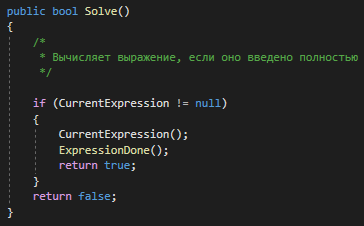 public bool Solve()
{
    /*
     * Вычисляет выражение, если оно введено полностью
     */

    if (CurrentExpression != null)
    {
        CurrentExpression();
        ExpressionDone();
        return true;
    }
    return false;
}